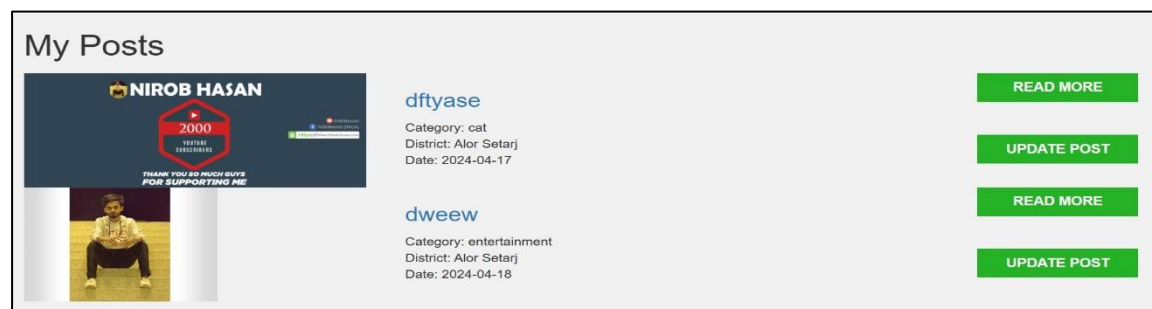 My Posts
NIROB HASAN
2000
YOUTUBE
SUBSCRIBERS
THANK YOU SO MUCH GUYS
FOR SUPPORTING ME
dftyase
Category: cat
District: Alor Setarj
Date: 2024-04-17
READ MORE
UPDATE POST
dweew
Category: entertainment
District: Alor Setarj
Date: 2024-04-18
READ MORE
UPDATE POST